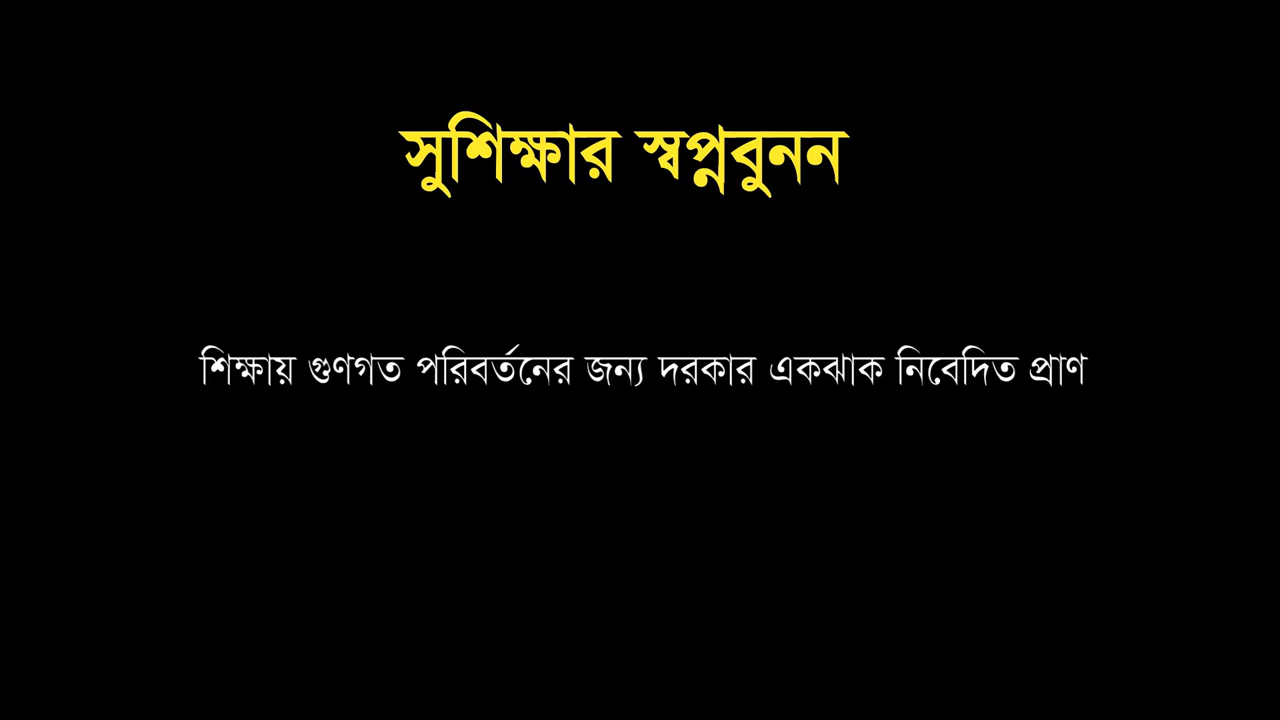 সুশিক্ষার স্বপ্নবুনন
শিক্ষায় গুণগত পরিবর্তনের জন্য দরকার একঝাক নিবেদিত প্রাণ